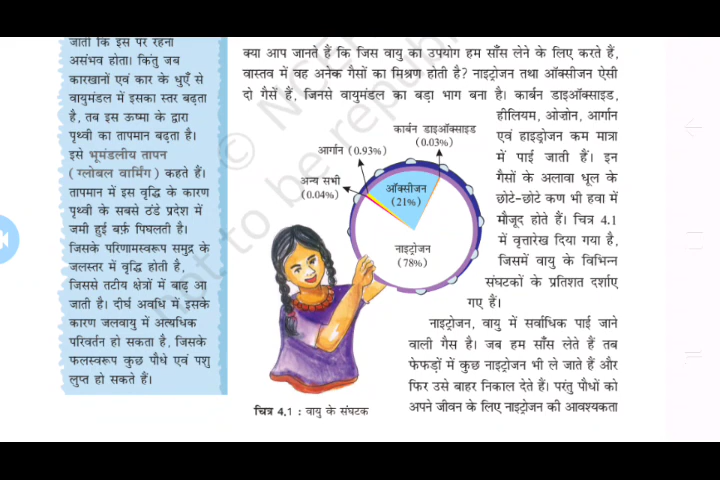 जाती कि इस पर रहना
असंभव होता। किंतु जब
कारखानों एवं कार के धुएँ से
वायुमंडल में इसका स्तर बढ़ता
है, तब इस ऊष्मा के द्वारा
पृथ्वी का तापमान बढ़ता है।
इसे भूमंडलीय तापन
(ग्लोबल वार्मिंग) कहते हैं।
तापमान में इस वृद्धि के कारण
पृथ्वी के सबसे ठंडे प्रदेश में
जमी हुई बर्फ़ पिघलती है।
जिसके परिणामस्वरूप समुद्र के
जलस्तर में वृद्धि होती है,
जिससे तटीय क्षेत्रों में बाढ़ आ
जाती है। दीर्घ अवधि में इसके
कारण जलवायु में अत्यधिक
परिवर्तन हो सकता है, जिसके
फलस्वरूप कुछ पौधे एवं पशु
लुप्त हो सकते हैं।
क्या आप जानते हैं कि जिस वायु का उपयोग हम साँस लेने के लिए करते हैं,
वास्तव में वह अनेक गैसों का मिश्रण होती है? नाइट्रोजन तथा ऑक्सीजन ऐसी
दो गैसें हैं, जिनसे वायुमंडल का बड़ा भाग बना है। कार्बन डाइऑक्साइड,
हीलियम, ओज़ोन, आर्गान
एवं हाइड्रोजन कम मात्रा
में पाई जाती हैं। इन
गैसों के अलावा धूल के
छोटे-छोटे कण भी हवा में
मौजूद होते हैं। चित्र 4.1
में वृत्तारेख दिया गया है,
जिसमें वायु के विभिन्न
संघटकों के प्रतिशत दर्शाए
गए हैं।
कार्बन डाइऑक्साइड
(0.03%)
आर्गान (0.93%)
अन्य सभी
(0.04%)
ऑक्सीजन
(21%)
नाइट्रोजन
(78%)
चित्र 4.1 : वायु के संघटक
नाइट्रोजन, वायु में सर्वाधिक पाई जाने
वाली गैस है। जब हम साँस लेते हैं तब
फेफड़ों में कुछ नाइट्रोजन भी ले जाते हैं और
फिर उसे बाहर निकाल देते हैं। परंतु पौधों को
अपने जीवन के लिए नाइट्रोजन की आवश्यकता
© NCE
not to be republ